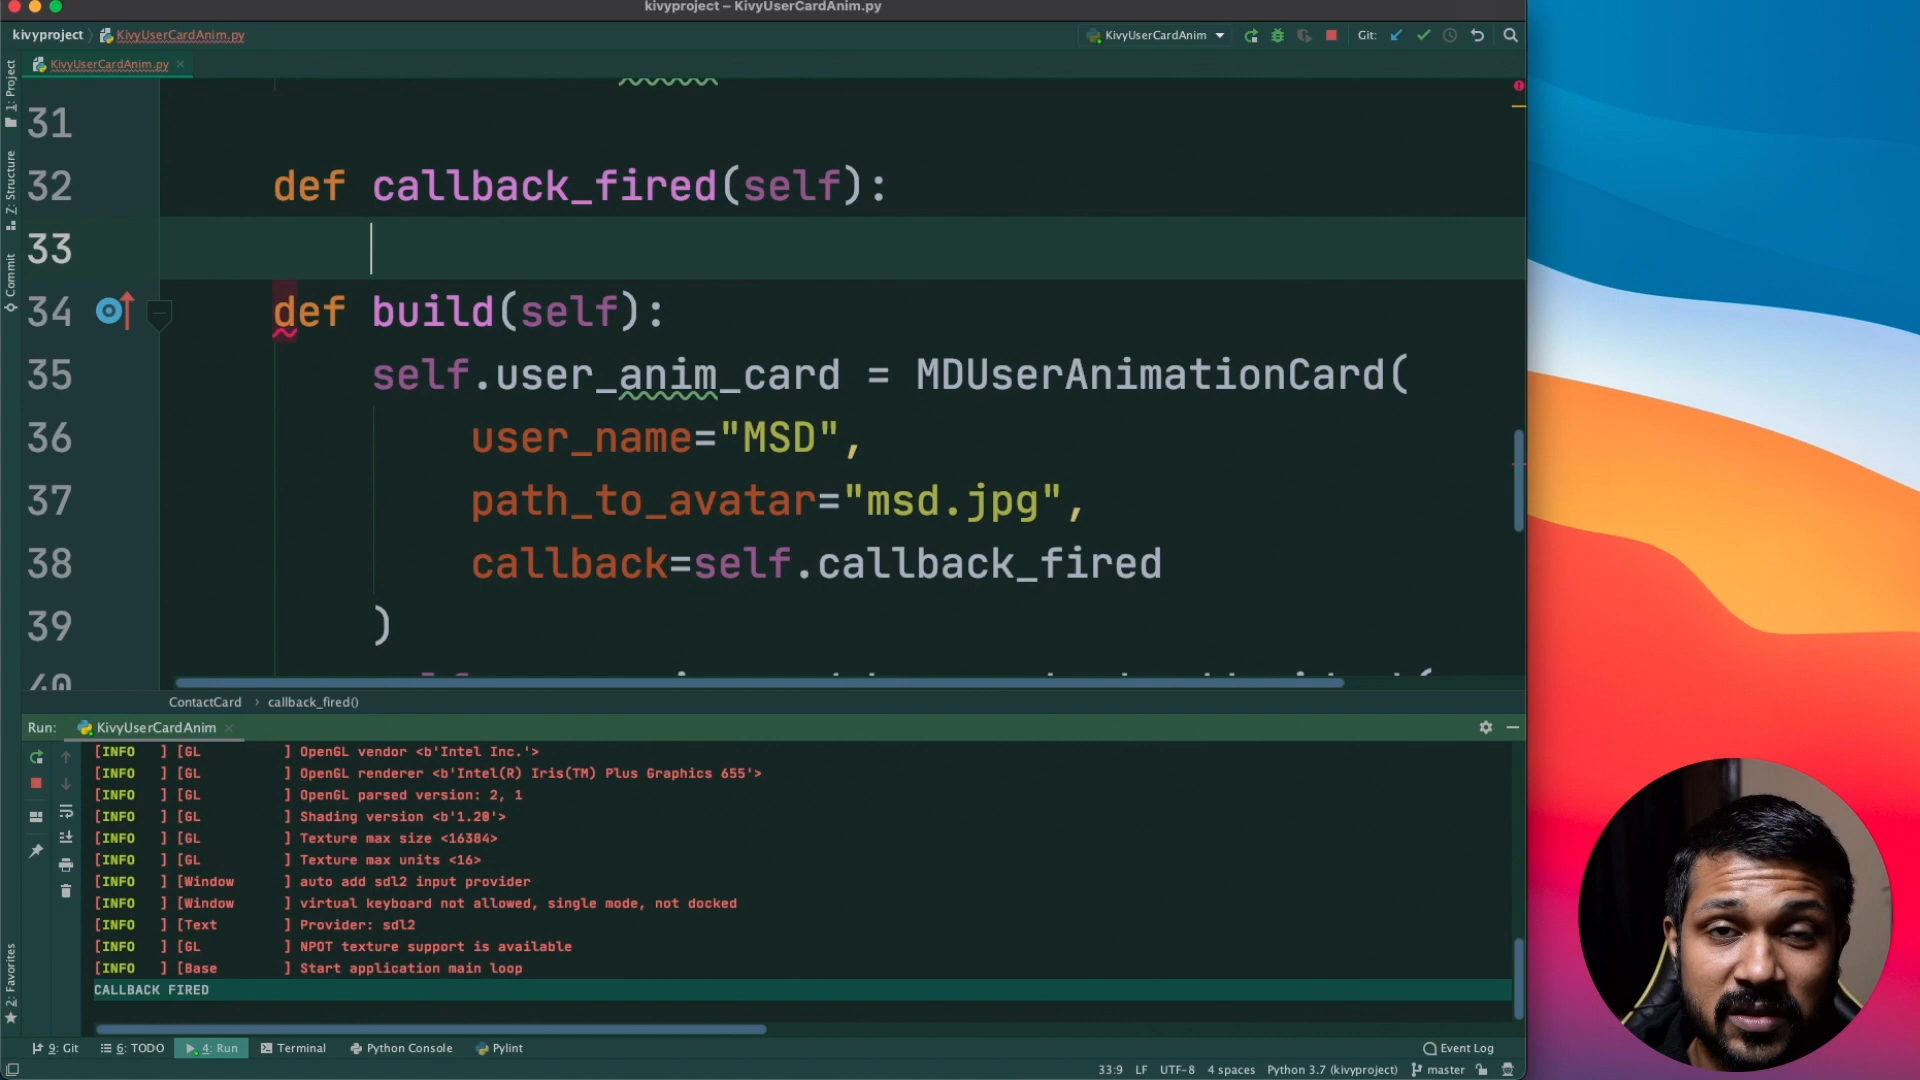 kivyproject – KivyUserCardAnim.py
kivyproject KivyUserCardAnim.py
KivyUserCardAnim Git:
KivyUserCardAnim.py
1: Project
Z: Structure
Commit
31
32 def callback_fired(self):
33
34 def build(self):
35 self.user_anim_card = MDUserAnimationCard(
36 user_name="MSD",
37 path_to_avatar="msd.jpg",
38 callback=self.callback_fired
39 )
40
ContactCard callback_fired()
Run: KivyUserCardAnim
[INFO ] [GL ] OpenGL vendor <b'Intel Inc.'>
[INFO ] [GL ] OpenGL renderer <b'Intel(R) Iris(TM) Plus Graphics 655'>
[INFO ] [GL ] OpenGL parsed version: 2, 1
[INFO ] [GL ] Shading version <b'1.20'>
[INFO ] [GL ] Texture max size <16384>
[INFO ] [GL ] Texture max units <16>
[INFO ] [Window ] auto add sdl2 input provider
[INFO ] [Window ] virtual keyboard not allowed, single mode, not docked
[INFO ] [Text ] Provider: sdl2
[INFO ] [GL ] NPOT texture support is available
[INFO ] [Base ] Start application main loop
CALLBACK FIRED
2: Favorites
9: Git 6: TODO 4: Run Terminal Python Console Pylint Event Log
33:9 LF UTF-8 4 spaces Python 3.7 (kivyproject) master